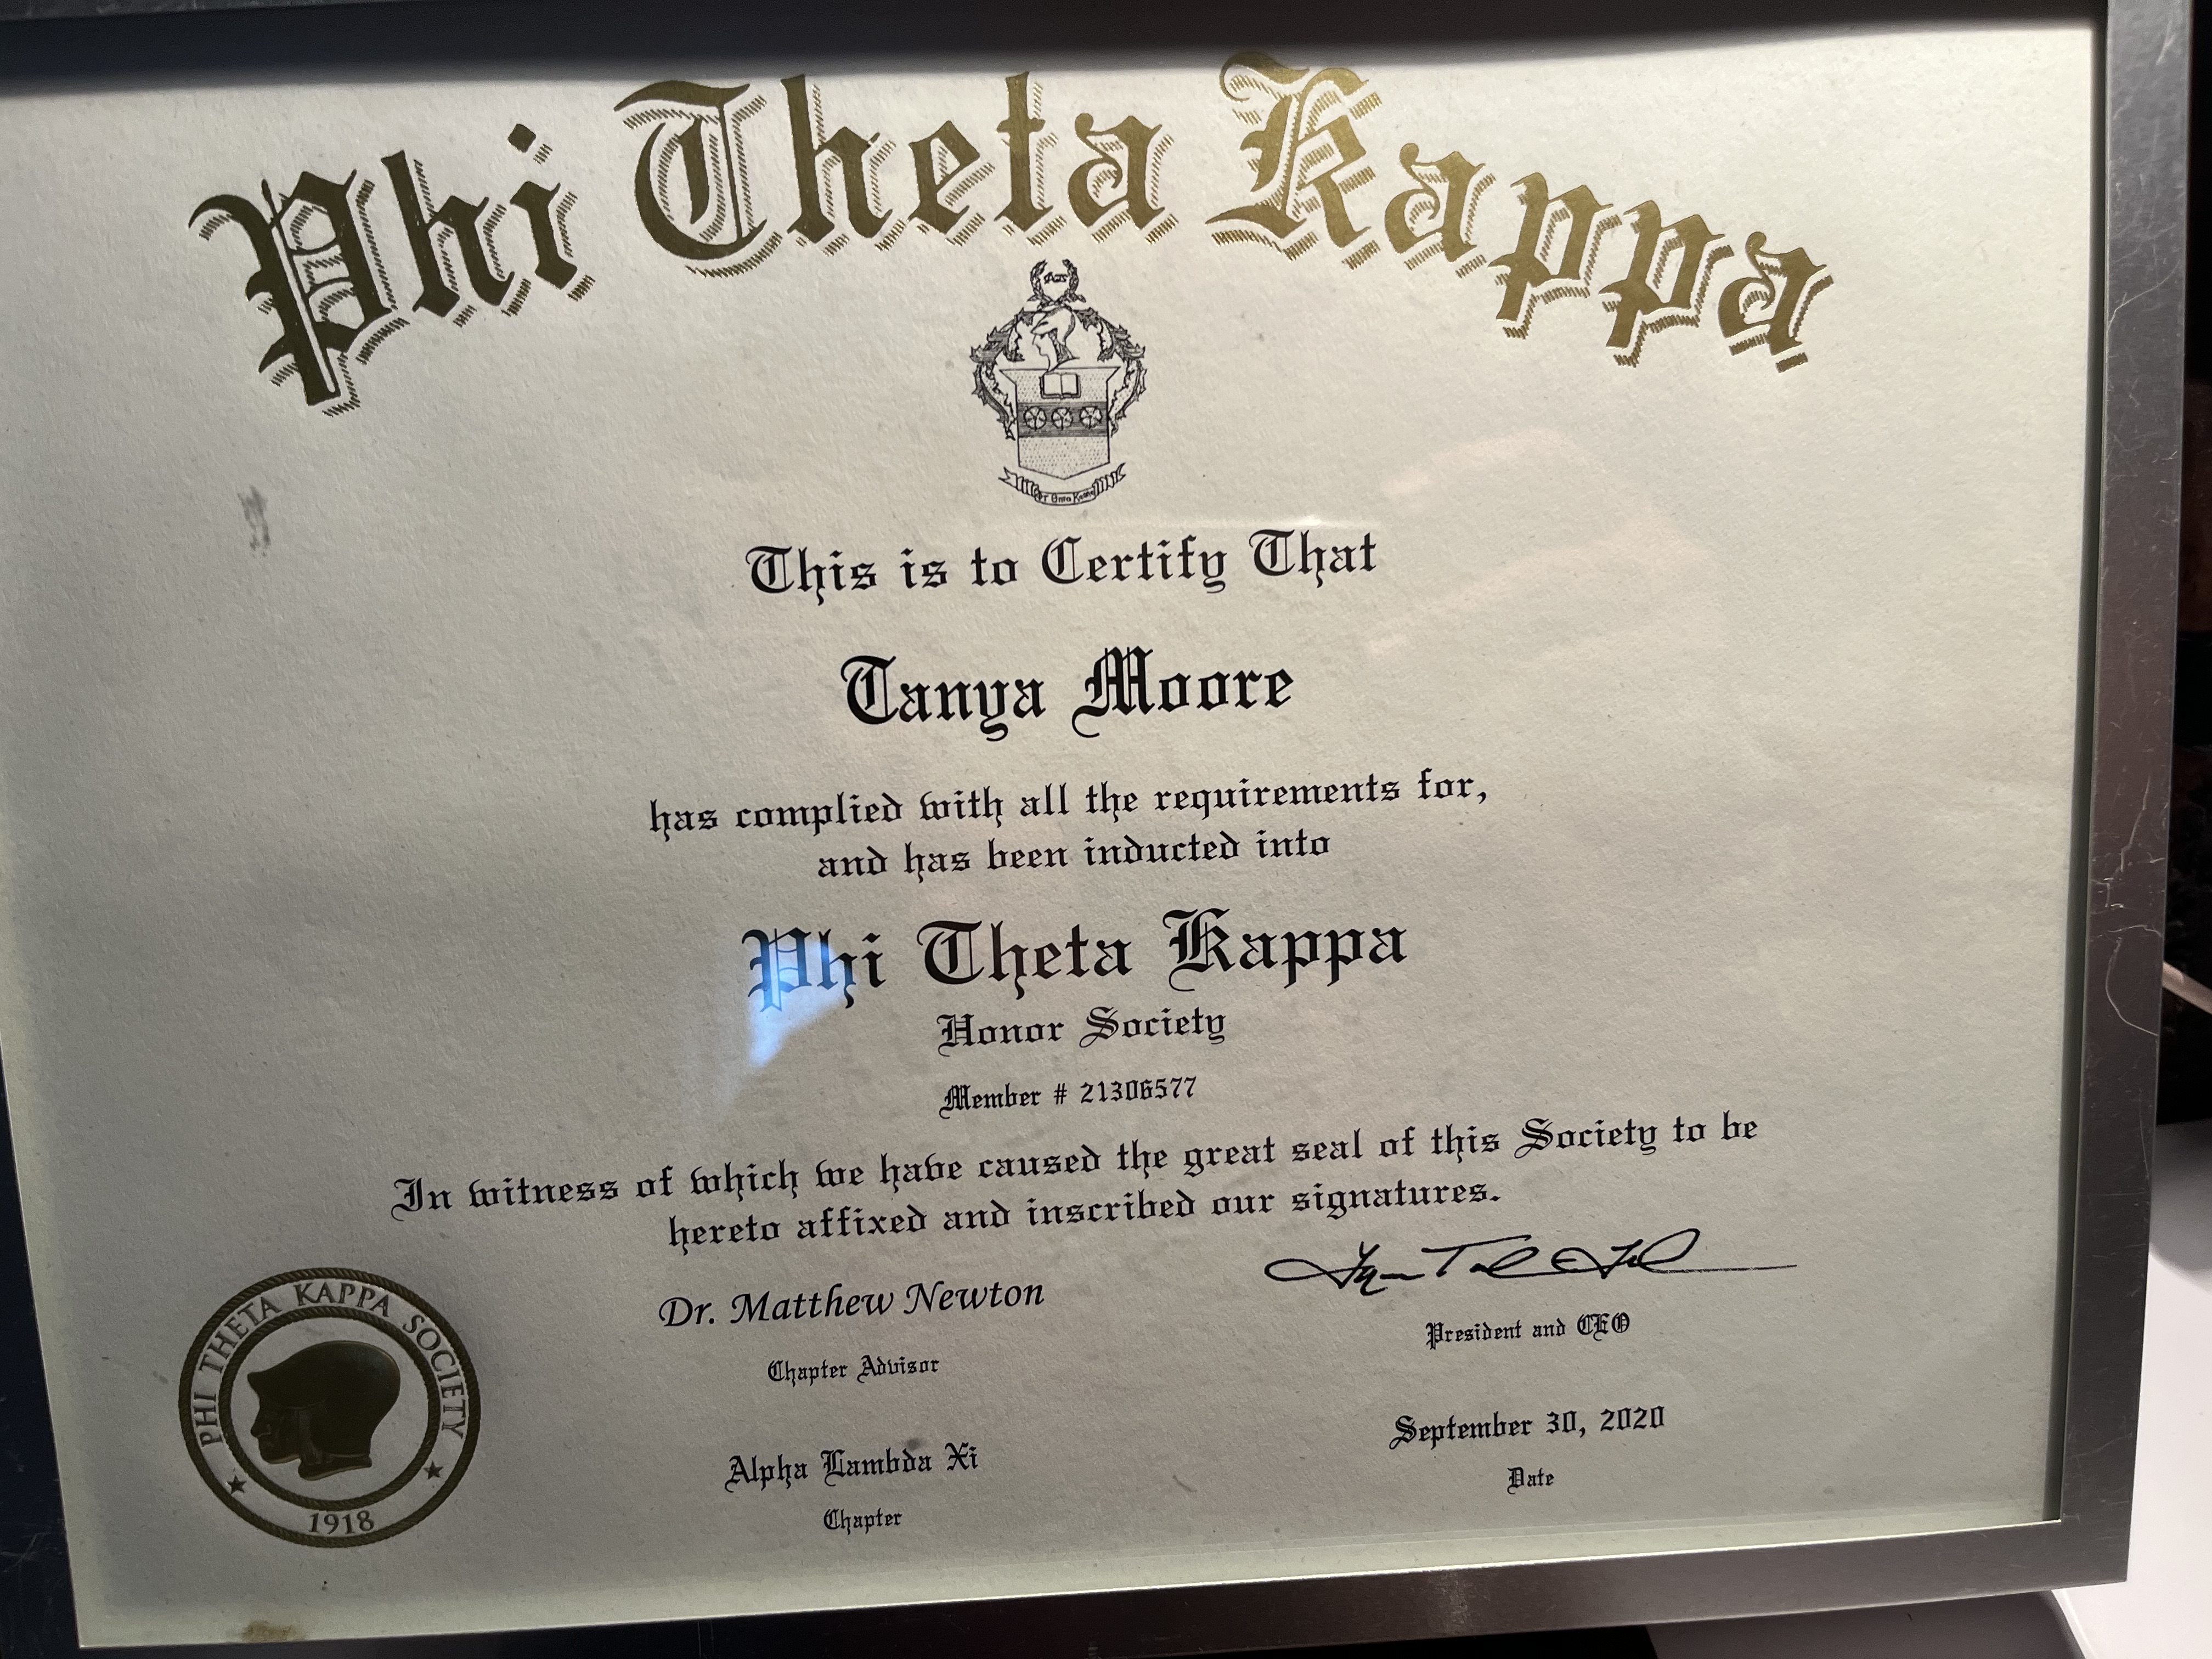 Phi Theta Kappa
This is to Certify That
Tanya Moore
has complied with all the requirements for,
and has been inducted into
Phi Theta Kappa
Honor Society
Member # 21306577
In witness of which we have caused the great seal of this Society to be
hereto affixed and inscribed our signatures.
Dr. Matthew Newton
Chapter Advisor
President and CEO
Alpha Lambda Xi
Chapter
September 30, 2020
Date
PHI THETA KAPPA SOCIETY
1918